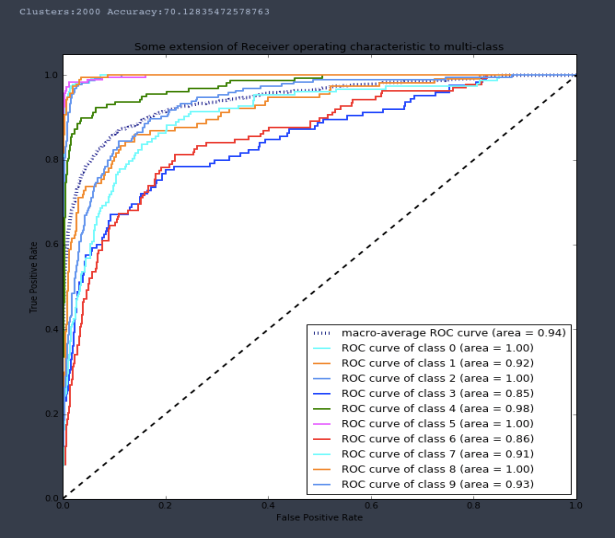 Clusters:2000 Accuracy:70.12835472578763
Some extension of Receiver operating characteristic to multi-class
1.0
0.8
0.6
0.4
0.2
0.0
True Positive Rate
macro-average ROC curve (area = 0.94)
ROC curve of class 0 (area = 1.00)
ROC curve of class 1 (area = 0.92)
ROC curve of class 2 (area = 1.00)
ROC curve of class 3 (area = 0.85)
ROC curve of class 4 (area = 0.98)
ROC curve of class 5 (area = 1.00)
ROC curve of class 6 (area = 0.86)
ROC curve of class 7 (area = 0.91)
ROC curve of class 8 (area = 1.00)
ROC curve of class 9 (area = 0.93)
0.2 0.4 0.6 0.8 1.0
False Positive Rate